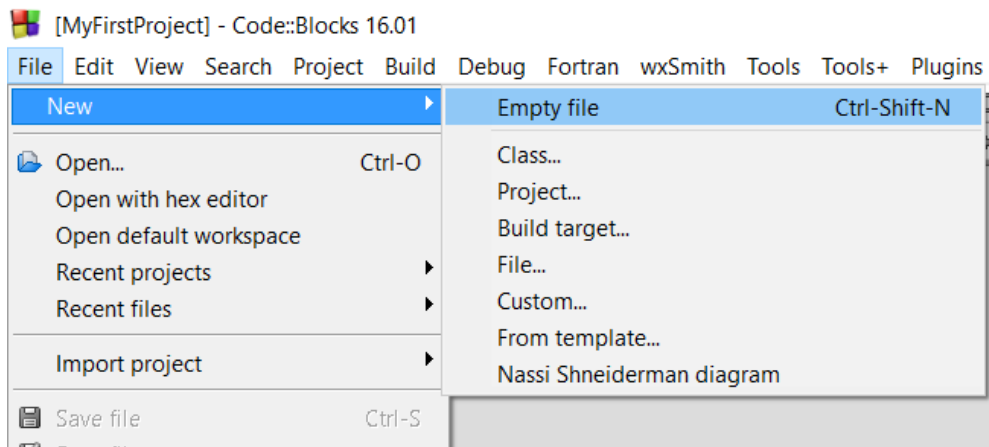 [MyFirstProject] - Code::Blocks 16.01
File Edit View Search Project Build Debug Fortran wxSmith Tools Tools+ Plugins
New
Open... Ctrl-O
Open with hex editor
Open default workspace
Recent projects
Recent files
Import project
Save file Ctrl-S
Empty file Ctrl-Shift-N
Class...
Project...
Build target...
File...
Custom...
From template...
Nassi Shneiderman diagram